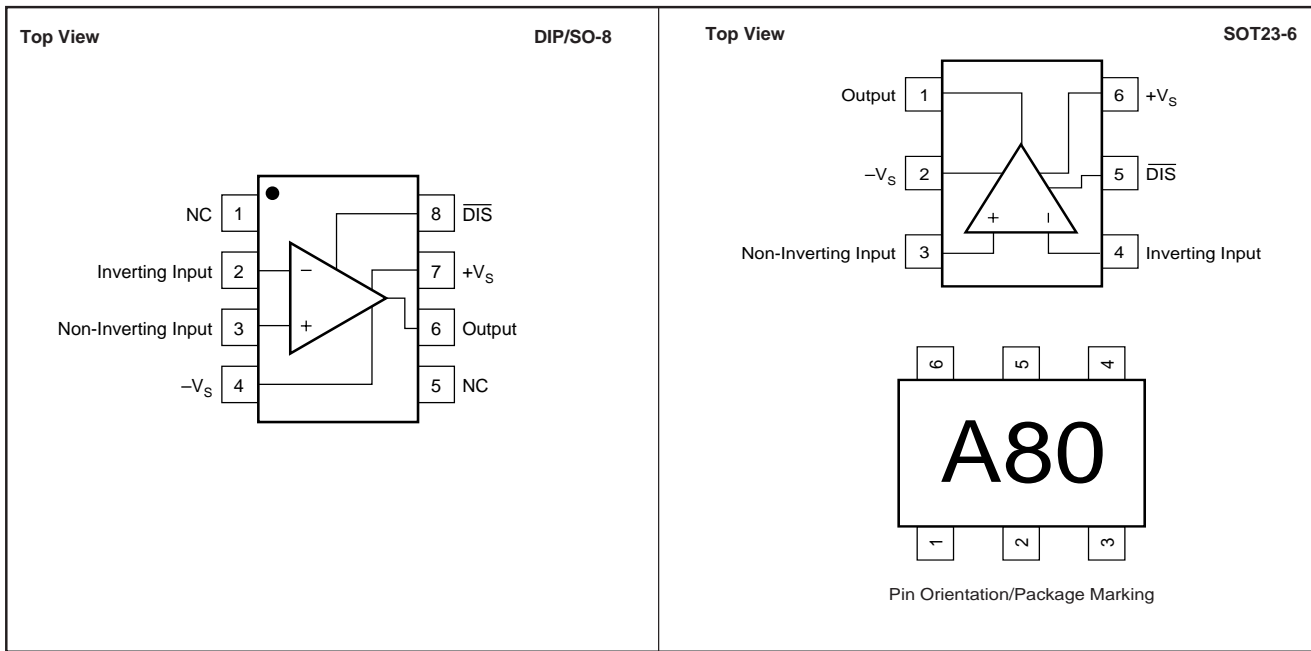 Top View
DIP/SO-8
NC 1
8 DIS
Inverting Input 2
−
7 +VS
Non-Inverting Input 3
+
6 Output
–VS 4
5 NC
Top View
SOT23-6
Output 1
6 +VS
–VS 2
5 DIS
+
−
Non-Inverting Input 3
4 Inverting Input
6 5 4
A80
1 2 3
Pin Orientation/Package Marking